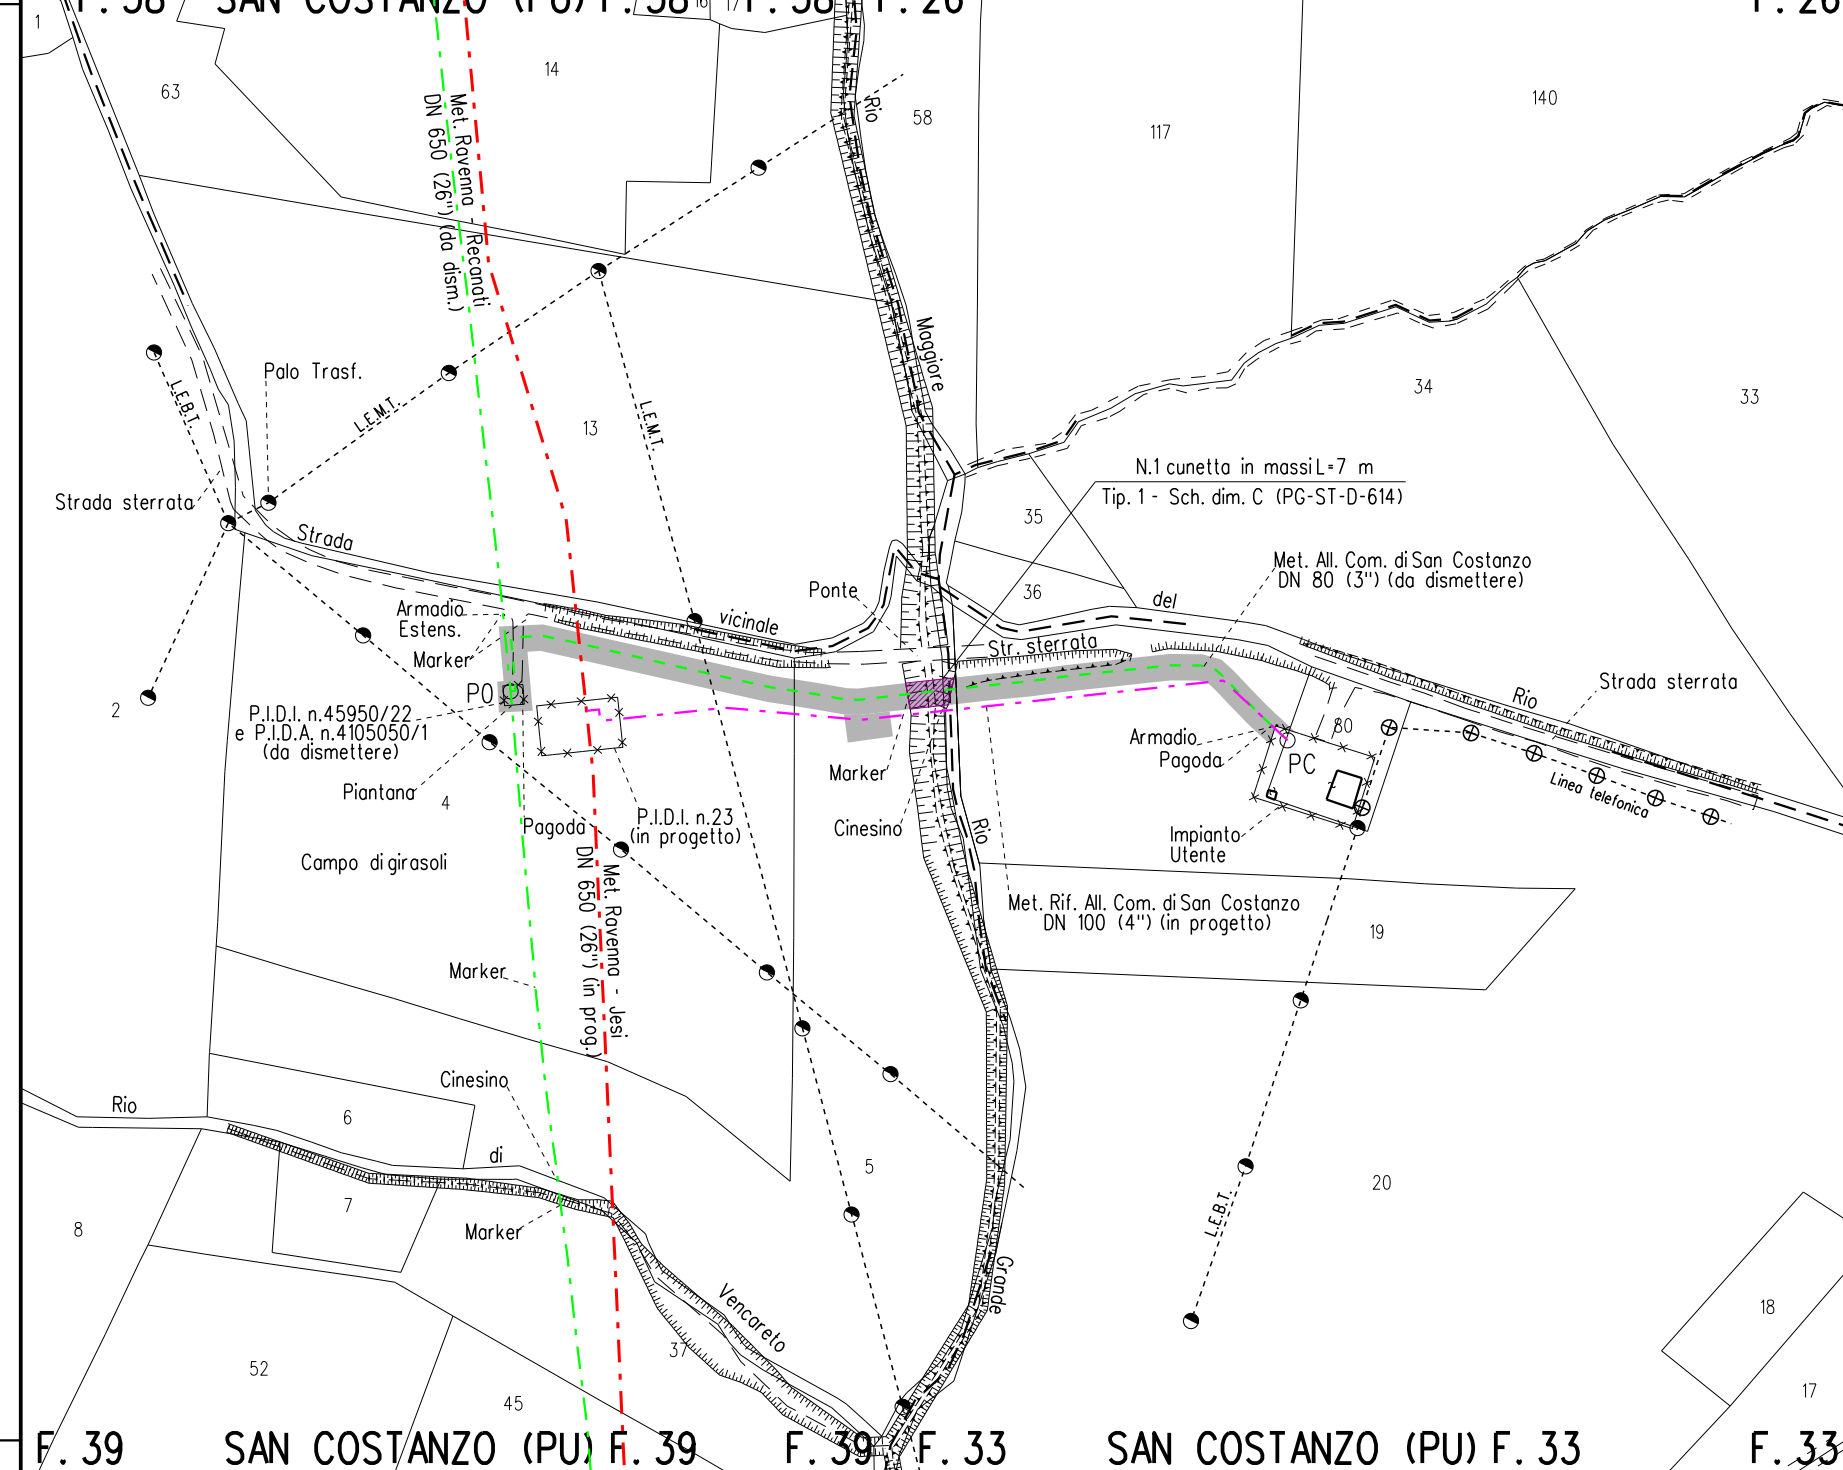 F. 58 SAN COSTANZO (PU) F. 58 F. 58 F. 26 F. 26
1
16
17
63
14
58
117
140
Rio
Met. Ravenna - Recanati
DN 650 (26") (da dism.)
Maggiore
Palo Trasf.
L.E.B.T.
L.E.M.T.
L.E.M.T.
13
34
33
N.1 cunetta in massi L=7 m
Tip. 1 - Sch. dim. C (PG-ST-D-614)
Strada sterrata
Strada
35
Met. All. Com. di San Costanzo
DN 80 (3") (da dismettere)
Ponte
36
del
Armadio
Estens.
vicinale
Marker
Str. sterrata
Rio
Strada sterrata
PO
2
P.I.D.I. n.45950/22
e P.I.D.A. n.4105050/1
(da dismettere)
80
Armadio
Pagoda
PC
Marker
Piantana
4
Linea telefonica
P.I.D.I. n.23
(in progetto)
Pagoda
Cinesino
Rio
Impianto
Utente
Campo di girasoli
Met. Ravenna - Jesi
DN 650 (26") (in prog.)
Met. Rif. All. Com. di San Costanzo
DN 100 (4") (in progetto)
19
Marker
Cinesino
Rio
6
di
5
20
7
8
Marker
L.E.B.T.
Grande
Vencareto
18
37
52
45
17
F. 39 SAN COSTANZO (PU) F. 39 F. 39 F. 33 SAN COSTANZO (PU) F. 33 F. 33